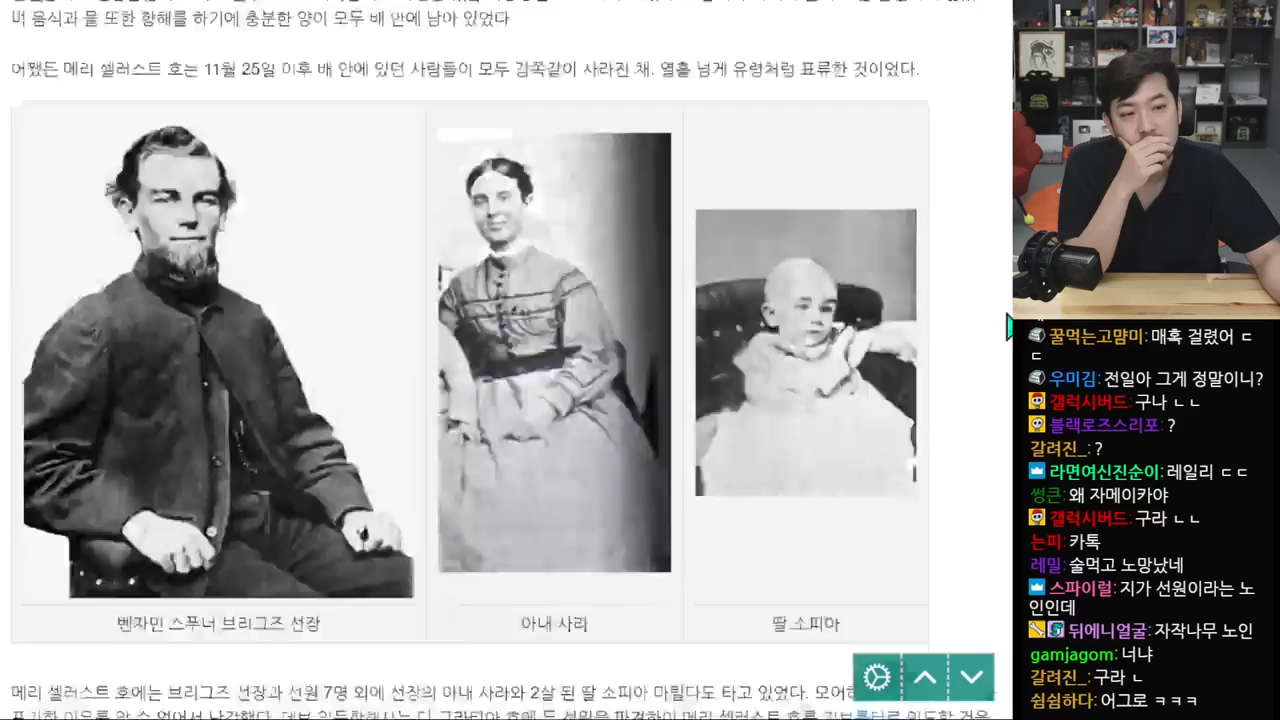 며 음식과 물 또한 항해를 하기에 충분한 양이 모두 배 안에 남아 있었다
어쨌든 메리 셀러스트 호는 11월 25일 이후 배 안에 있던 사람들이 모두 감쪽같이 사라진 채. 열흘 넘게 유령처럼 표류한 것이었다.
벤자민 스푸너 브리그즈 선장
아내 사라
딸 소피아
메리 셀러스트 호에는 브리그즈 선장과 선원 7명 외에 선장의 아내 사라와 2살 된 딸 소피아 마틸다도 타고 있었다.
꿀먹는고먐미: 매혹 걸렸어 ㄷ
ㄷ
우미김: 전일아 그게 정말이니?
갤럭시버드: 구나 ㄴㄴ
블랙로즈스리포: ?
갈려진_: ?
라면여신진순이: 레일리 ㄷㄷ
썽큰: 왜 자메이카야
갤럭시버드: 구라 ㄴㄴ
는피: 카톡
레밀: 술먹고 노망났네
스파이럴: 지가 선원이라는 노
인인데
뒤에니얼굴: 자작나무 노인
gamjagom: 너냐
갈려진_: 구라 ㄴ
쉼쉼하다: 어그로 ㅋㅋㅋ